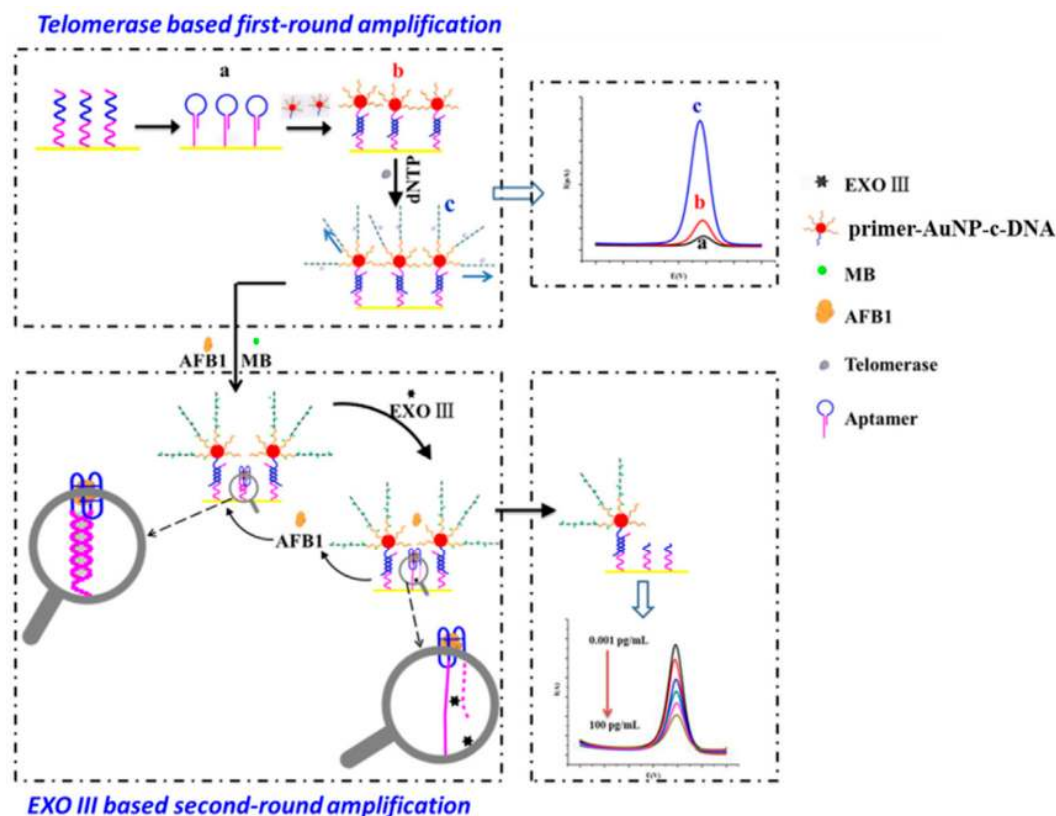 Telomerase based first-round amplification
a
b
dNTP
c
c
b
a
I(μA)
E(V)
EXO III
primer-AuNP-c-DNA
MB
AFB1
Telomerase
Aptamer
AFB1
MB
EXO III
AFB1
0.001 pg/mL
100 pg/mL
I(A)
E(V)
EXO III based second-round amplification